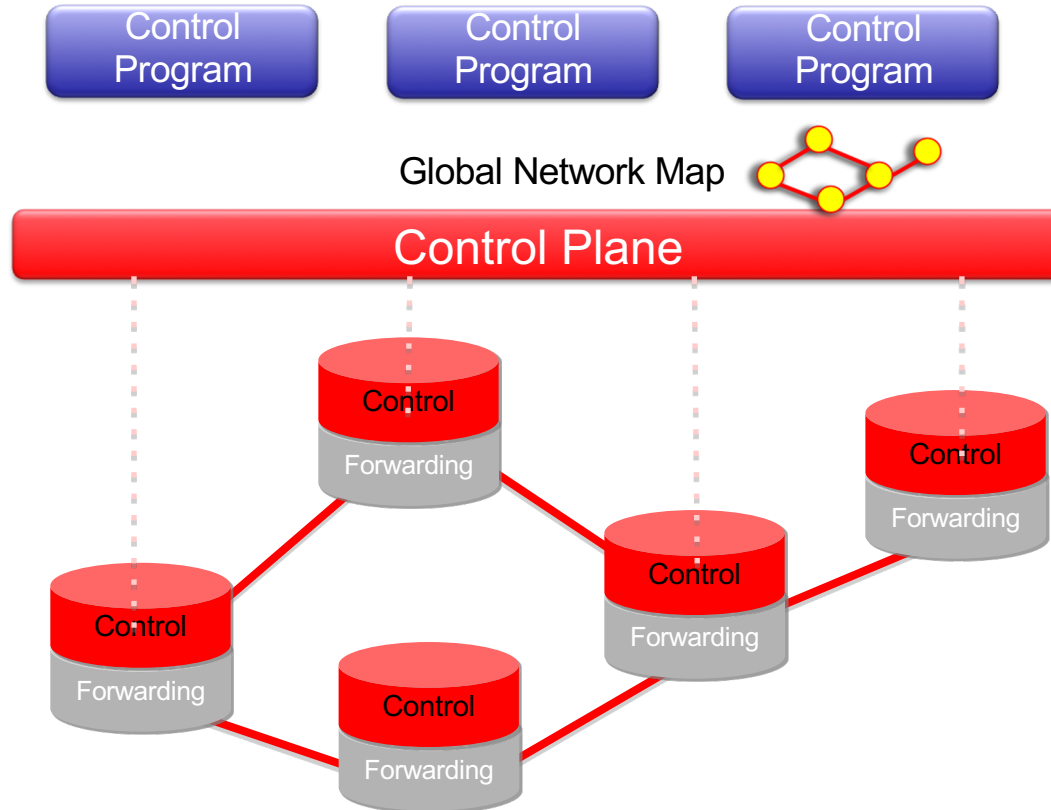 Control
Program
Control
Program
Control
Program
Global Network Map
Control Plane
Control
Forwarding
Control
Forwarding
Control
Forwarding
Control
Forwarding
Control
Forwarding